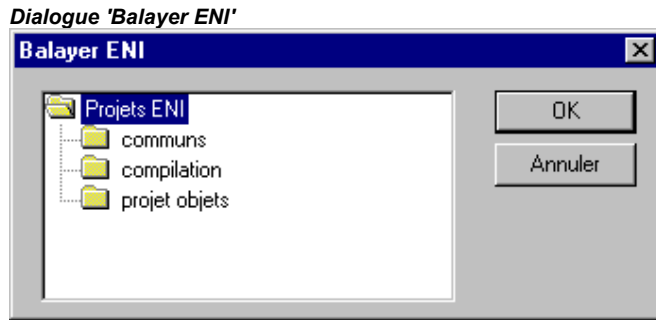 Dialogue 'Balayer ENI'
Balayer ENI
Projets ENI
communs
compilation
projet objets
OK
Annuler